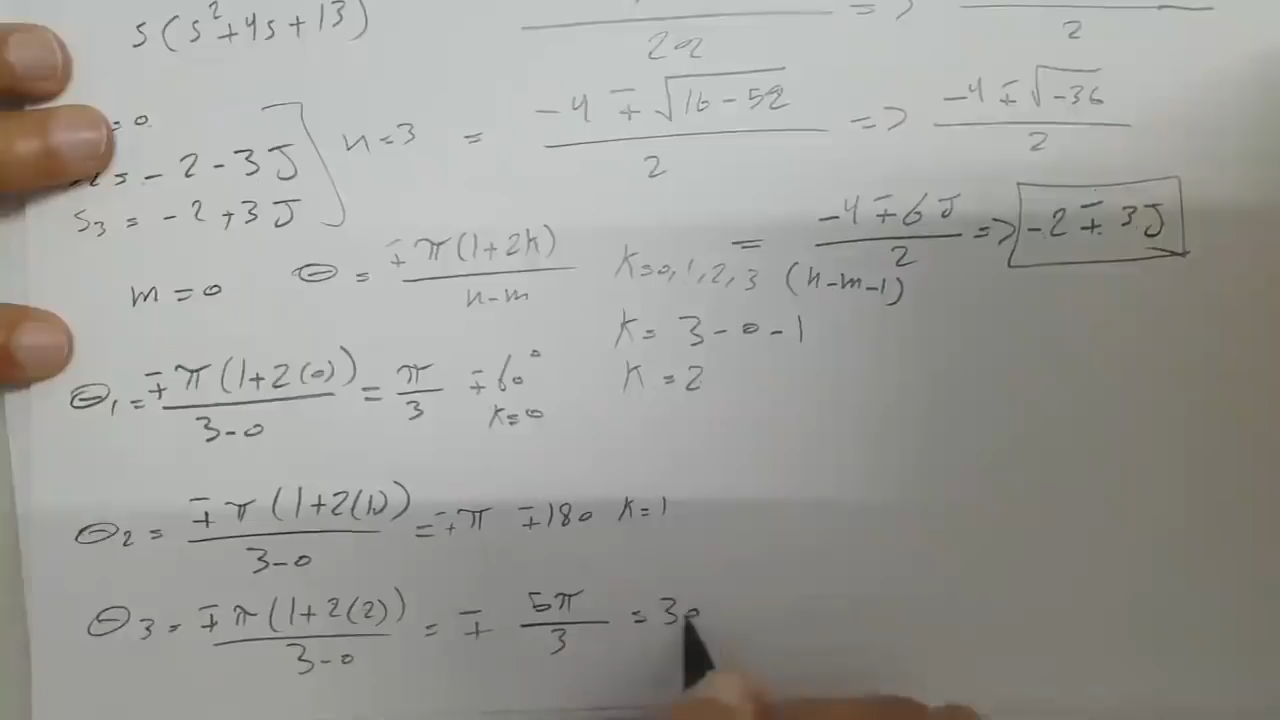 s(s²+4s+13)
2a => 2
= 0
= -2 - 3J
s₃ = -2 + 3J
n=3
= -4 ∓ √16-52 / 2 => -4 ∓ √-36 / 2
= -4 ∓ 6J / 2 => -2 ∓ 3J
m = 0
θ = ∓π(1+2k) / n-m
k=0,1,2,3 (n-m-1)
k = 3-0-1
k = 2
θ₁ = ∓π(1+2(0)) / 3-0 = π/3 ∓60° k=0
θ₂ = ∓π(1+2(1)) / 3-0 = ∓π ∓180 k=1
θ₃ = ∓π(1+2(2)) / 3-0 = ∓ 5π/3 = 30